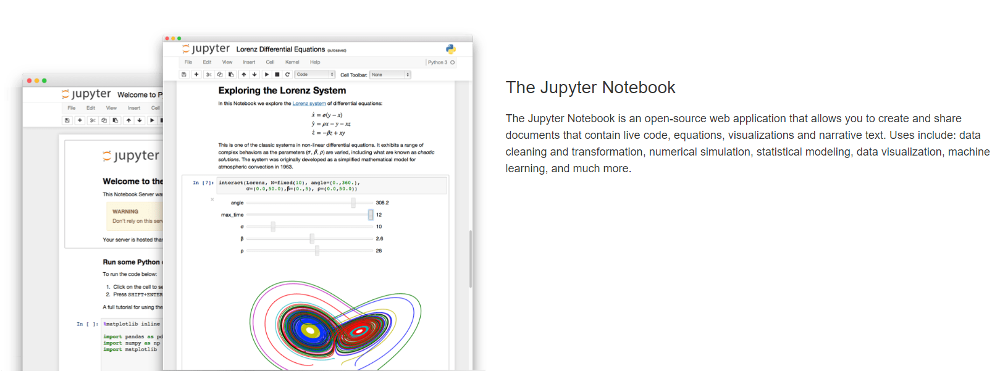 jupyter Welcome to P
File Edit View Insert Cell
jupyter
Welcome to the
This Notebook Server was
WARNING
Don't rely on this serv
Your server is hosted than
Run some Python
To run the code below:
1. Click on the cell to se
2. Press SHIFT+ENTER
A full tutorial for using the
In [ ]: %matplotlib inline
import pandas as pd
import numpy as np
import matplotlib
jupyter Lorenz Differential Equations (autosaved)
File Edit View Insert Cell Kernel Help Python 3
Code Cell Toolbar: None
Exploring the Lorenz System
In this Notebook we explore the Lorenz system of differential equations:
ẋ = σ(y − x)
ẏ = ρx − y − xz
ż = −βz + xy
This is one of the classic systems in non-linear differential equations. It exhibits a range of
complex behaviors as the parameters (σ, β, ρ) are varied, including what are known as chaotic
solutions. The system was originally developed as a simplified mathematical model for
atmospheric convection in 1963.
In [7]: interact(Lorenz, N=fixed(10), angle=(0.,360.),
σ=(0.0,50.0),β=(0.,5), ρ=(0.0,50.0))
angle 308.2
max_time 12
σ 10
β 2.6
ρ 28
The Jupyter Notebook
The Jupyter Notebook is an open-source web application that allows you to create and share
documents that contain live code, equations, visualizations and narrative text. Uses include: data
cleaning and transformation, numerical simulation, statistical modeling, data visualization, machine
learning, and much more.